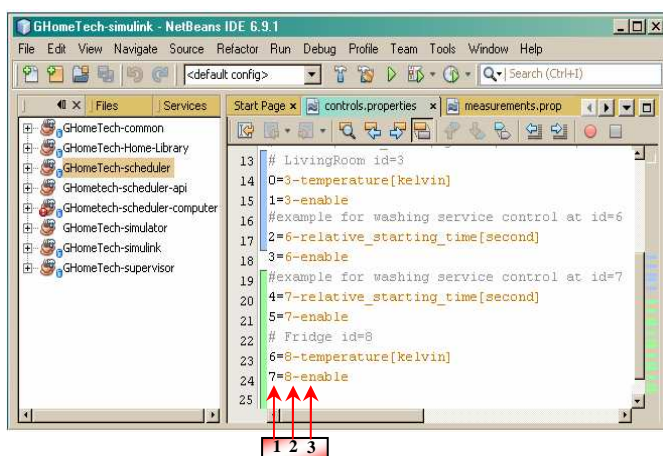 GHomeTech-simulink - NetBeans IDE 6.9.1
File Edit View Navigate Source Refactor Run Debug Profile Team Tools Window Help
<default config> Search (Ctrl+I)
Files Services
Start Page controls.properties measurements.prop
GHomeTech-common
GHomeTech-Home-Library
GHomeTech-scheduler
GHometech-scheduler-api
GHometech-scheduler-computer
GHomeTech-simulator
GHomeTech-simulink
GHomeTech-supervisor
13 # LivingRoom id=3
14 0=3-temperature[kelvin]
15 1=3-enable
16 #example for washing service control at id=6
17 2=6-relative_starting_time[second]
18 3=6-enable
19 #example for washing service control at id=7
20 4=7-relative_starting_time[second]
21 5=7-enable
22 # Fridge id=8
23 6=8-temperature[kelvin]
24 7=8-enable
25
1 2 3